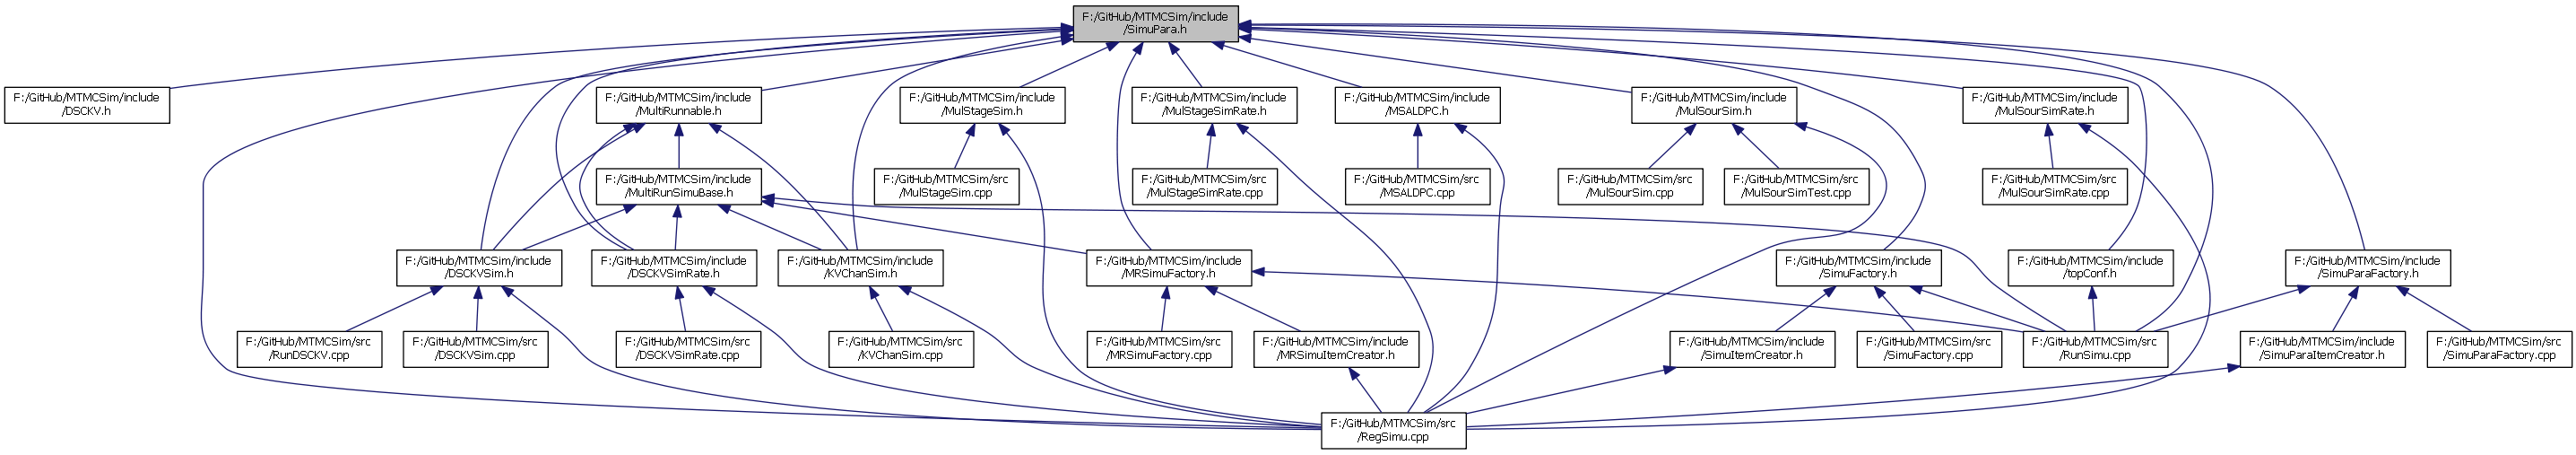 F:/GitHub/MTMCSim/include
/SimuPara.h
F:/GitHub/MTMCSim/include
/DSCKV.h
F:/GitHub/MTMCSim/include
/MultiRunnable.h
F:/GitHub/MTMCSim/include
/MulStageSim.h
F:/GitHub/MTMCSim/include
/MulStageSimRate.h
F:/GitHub/MTMCSim/include
/MSALDPC.h
F:/GitHub/MTMCSim/include
/MulSourSim.h
F:/GitHub/MTMCSim/include
/MulSourSimRate.h
F:/GitHub/MTMCSim/include
/MultiRunSimuBase.h
F:/GitHub/MTMCSim/src
/MulStageSim.cpp
F:/GitHub/MTMCSim/src
/MulStageSimRate.cpp
F:/GitHub/MTMCSim/src
/MSALDPC.cpp
F:/GitHub/MTMCSim/src
/MulSourSim.cpp
F:/GitHub/MTMCSim/src
/MulSourSimTest.cpp
F:/GitHub/MTMCSim/src
/MulSourSimRate.cpp
F:/GitHub/MTMCSim/include
/DSCKVSim.h
F:/GitHub/MTMCSim/include
/DSCKVSimRate.h
F:/GitHub/MTMCSim/include
/KVChanSim.h
F:/GitHub/MTMCSim/include
/MRSimuFactory.h
F:/GitHub/MTMCSim/include
/SimuFactory.h
F:/GitHub/MTMCSim/include
/topConf.h
F:/GitHub/MTMCSim/include
/SimuParaFactory.h
F:/GitHub/MTMCSim/src
/RunDSCKV.cpp
F:/GitHub/MTMCSim/src
/DSCKVSim.cpp
F:/GitHub/MTMCSim/src
/DSCKVSimRate.cpp
F:/GitHub/MTMCSim/src
/KVChanSim.cpp
F:/GitHub/MTMCSim/src
/MRSimuFactory.cpp
F:/GitHub/MTMCSim/include
/MRSimuItemCreator.h
F:/GitHub/MTMCSim/include
/SimuItemCreator.h
F:/GitHub/MTMCSim/src
/SimuFactory.cpp
F:/GitHub/MTMCSim/src
/RunSimu.cpp
F:/GitHub/MTMCSim/include
/SimuParaItemCreator.h
F:/GitHub/MTMCSim/src
/SimuParaFactory.cpp
F:/GitHub/MTMCSim/src
/RegSimu.cpp